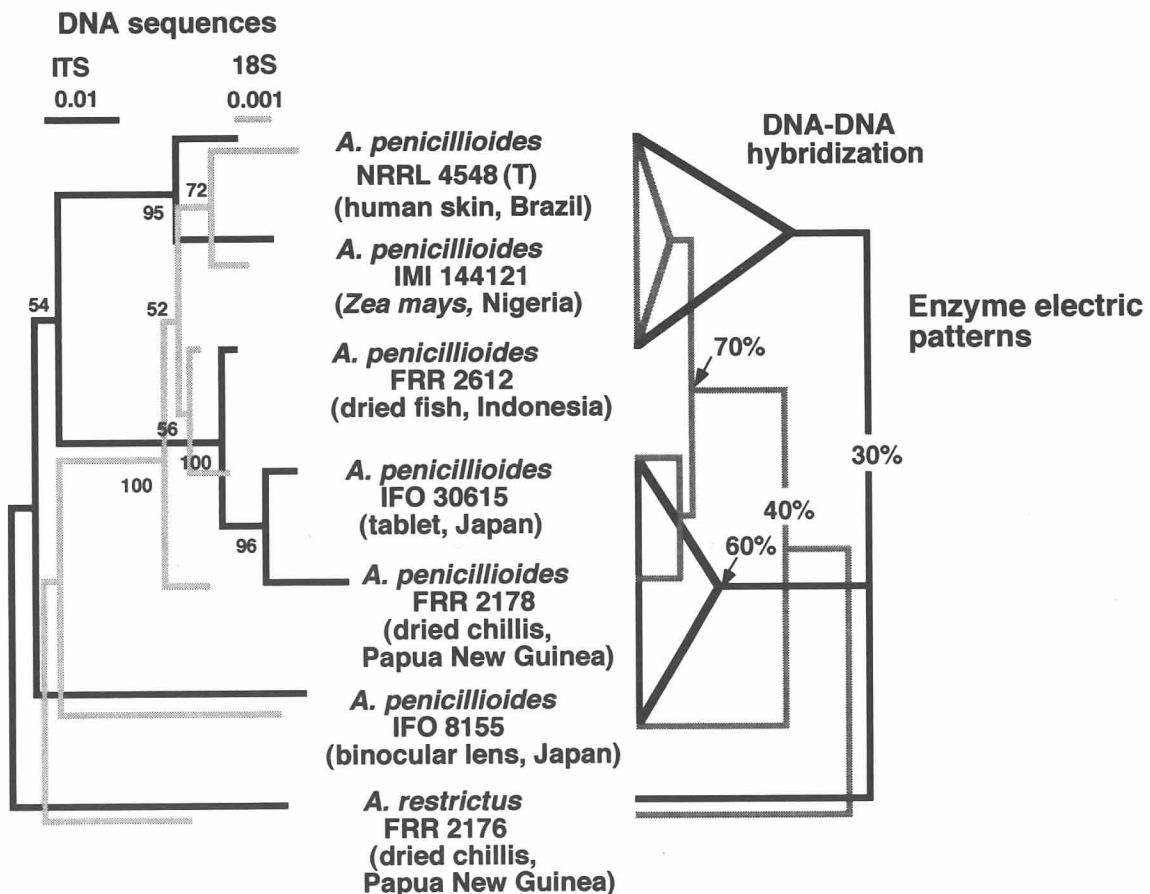 DNA sequences
ITS
18S
0.01
0.001
DNA-DNA
hybridization
Enzyme electric
patterns
A. penicillioides
NRRL 4548 (T)
(human skin, Brazil)
A. penicillioides
IMI 144121
(Zea mays, Nigeria)
A. penicillioides
FRR 2612
(dried fish, Indonesia)
A. penicillioides
IFO 30615
(tablet, Japan)
A. penicillioides
FRR 2178
(dried chillis,
Papua New Guinea)
A. penicillioides
IFO 8155
(binocular lens, Japan)
A. restrictus
FRR 2176
(dried chillis,
Papua New Guinea)
72
95
54
52
56
100
100
96
70%
30%
40%
60%